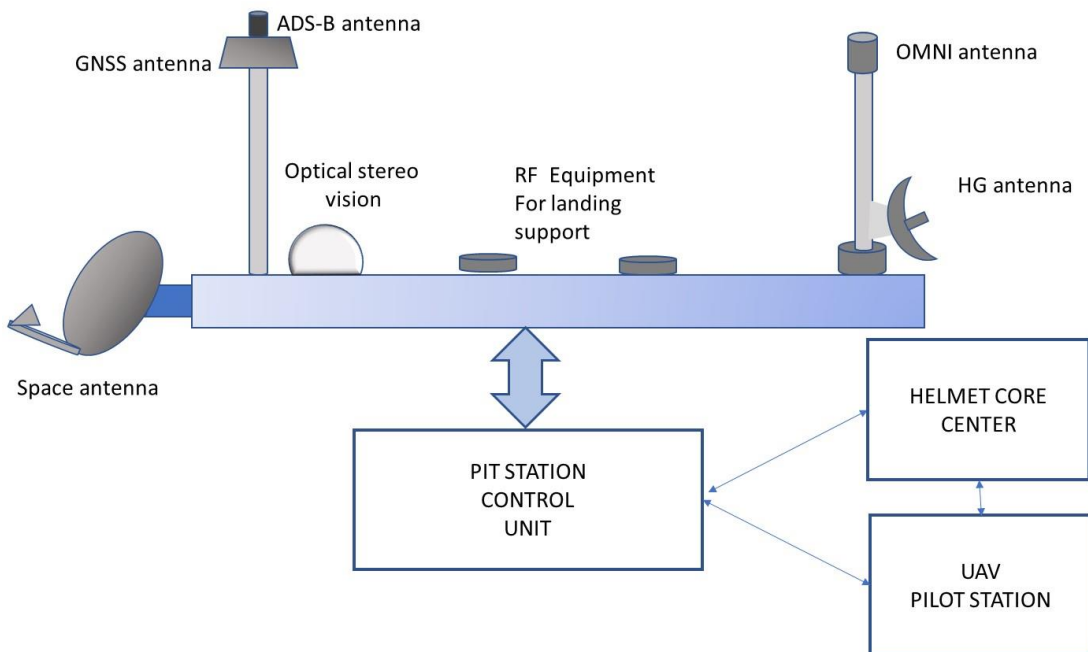 ADS-B antenna
GNSS antenna
OMNI antenna
Optical stereo
vision
RF Equipment
For landing
support
HG antenna
Space antenna
PIT STATION
CONTROL
UNIT
HELMET CORE
CENTER
UAV
PILOT STATION